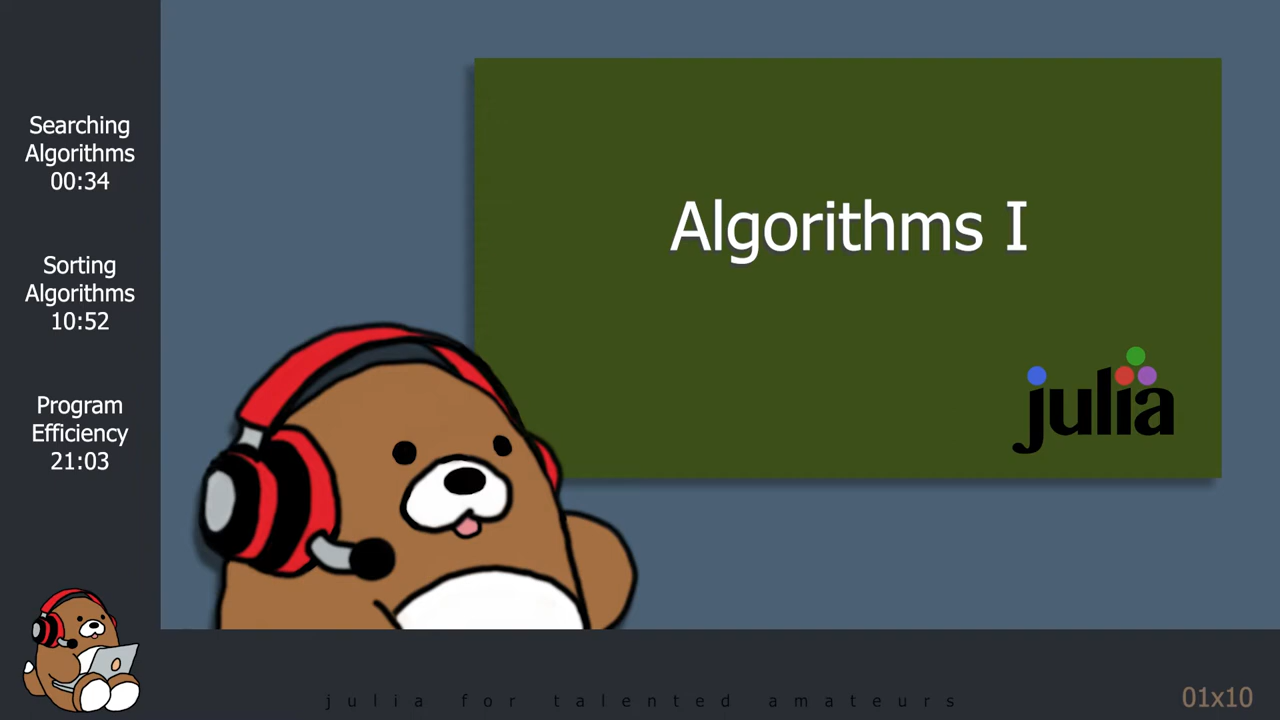 Searching
Algorithms
00:34
Sorting
Algorithms
10:52
Program
Efficiency
21:03
Algorithms I
julia
julia for talented amateurs
01x10